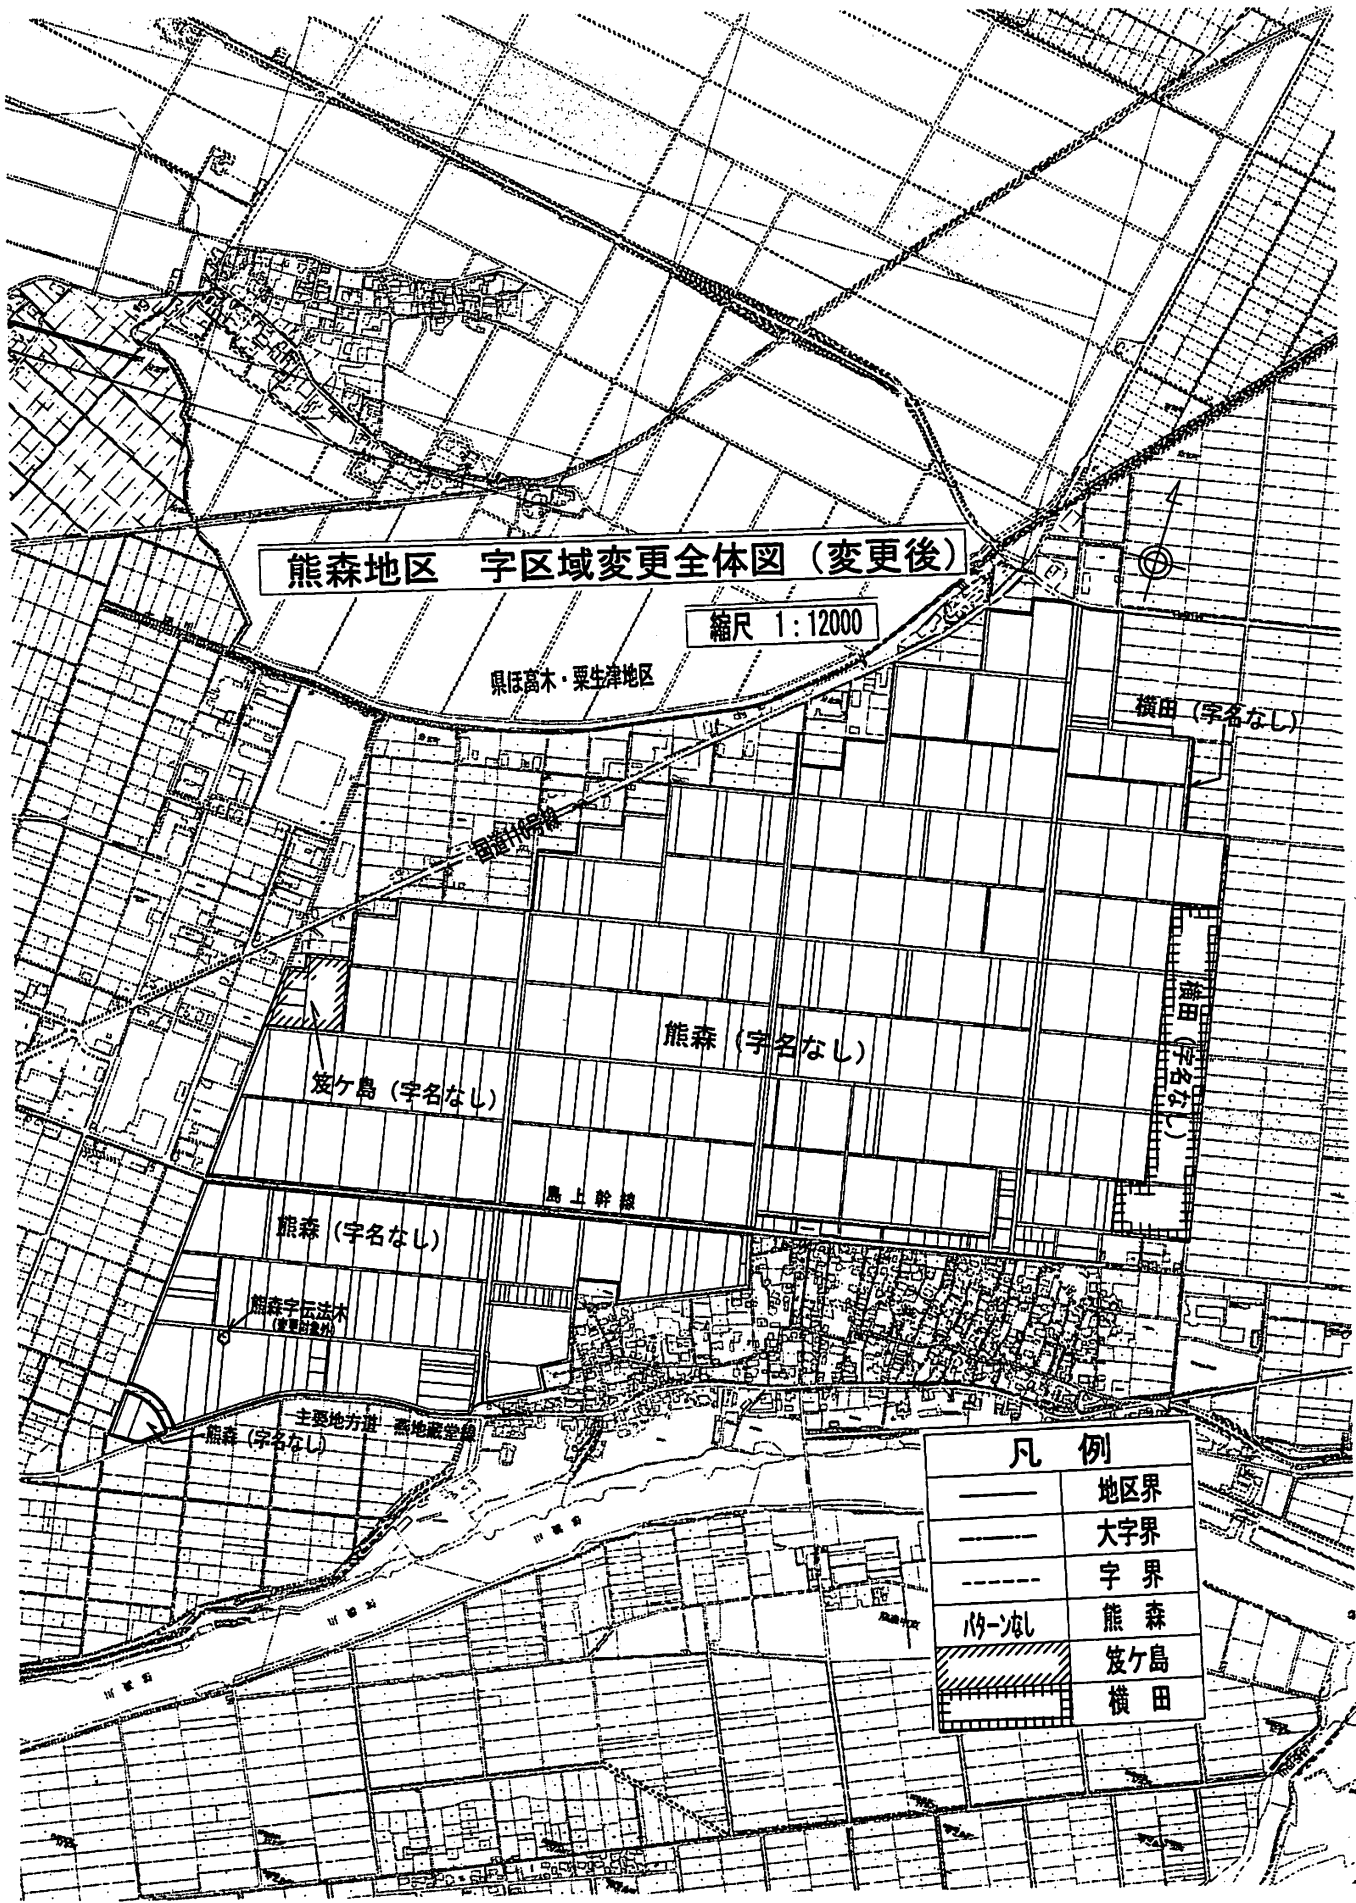 熊森地区 字区域変更全体図（変更後）
縮尺 1：12000
県ほ高木・粟生津地区
横田（字名なし）
国道116号線
横田（字名なし）
熊森（字名なし）
笈ケ島（字名なし）
島上幹線
熊森（字名なし）
熊森字伝法木
（変更対象外）
主要地方道 燕地蔵堂線
熊森（字名なし）
凡例
地区界
大字界
字界
パターンなし 熊森
笈ケ島
横田